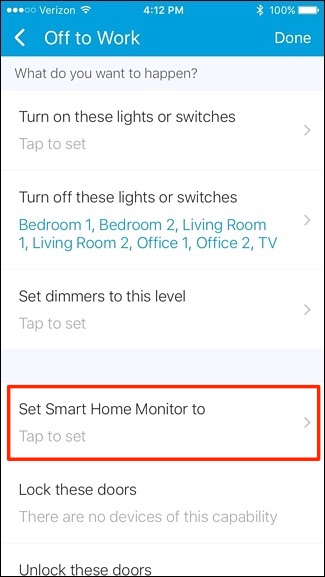 Verizon 4:12 PM 100%
Off to Work Done
What do you want to happen?
Turn on these lights or switches
Tap to set
Turn off these lights or switches
Bedroom 1, Bedroom 2, Living Room
1, Living Room 2, Office 1, Office 2, TV
Set dimmers to this level
Tap to set
Set Smart Home Monitor to
Tap to set
Lock these doors
There are no devices of this capability
Unlock these doors